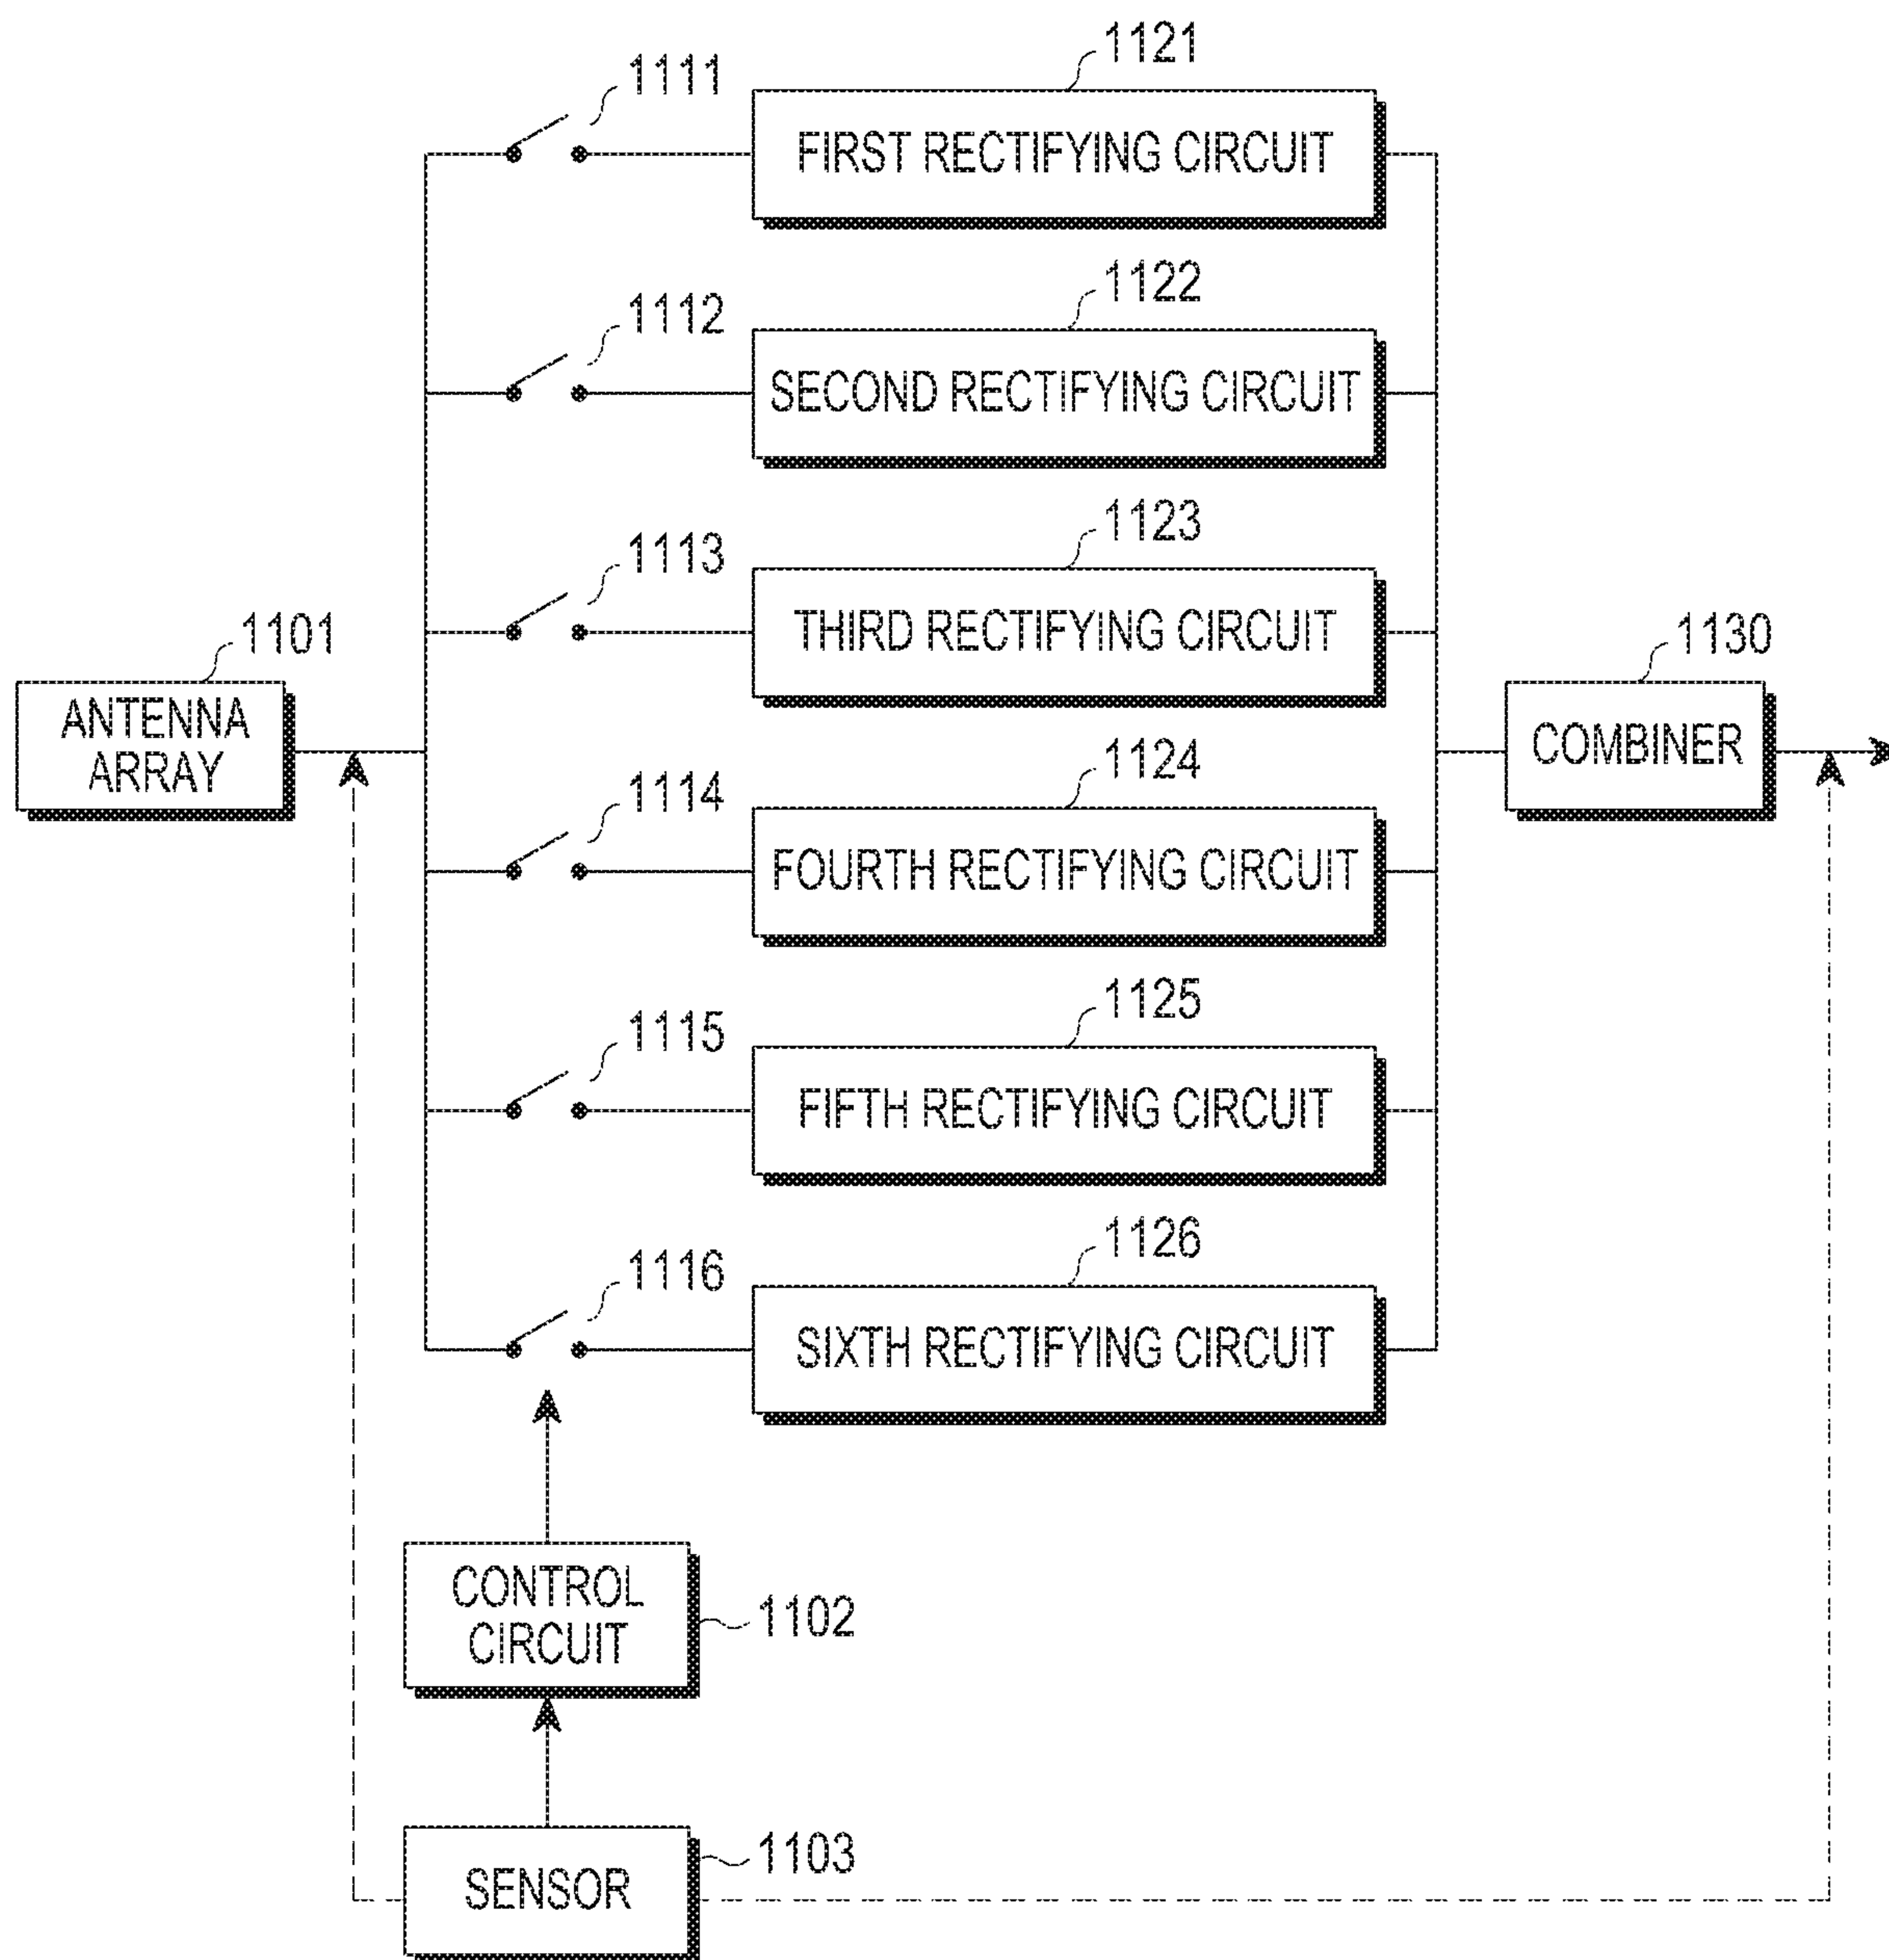 1121
1111
FIRST RECTIFYING CIRCUIT
1122
1112
SECOND RECTIFYING CIRCUIT
1123
1113
THIRD RECTIFYING CIRCUIT
1101
ANTENNA
ARRAY
1130
COMBINER
1124
1114
FOURTH RECTIFYING CIRCUIT
1125
1115
FIFTH RECTIFYING CIRCUIT
1126
1116
SIXTH RECTIFYING CIRCUIT
CONTROL
CIRCUIT
1102
SENSOR
1103